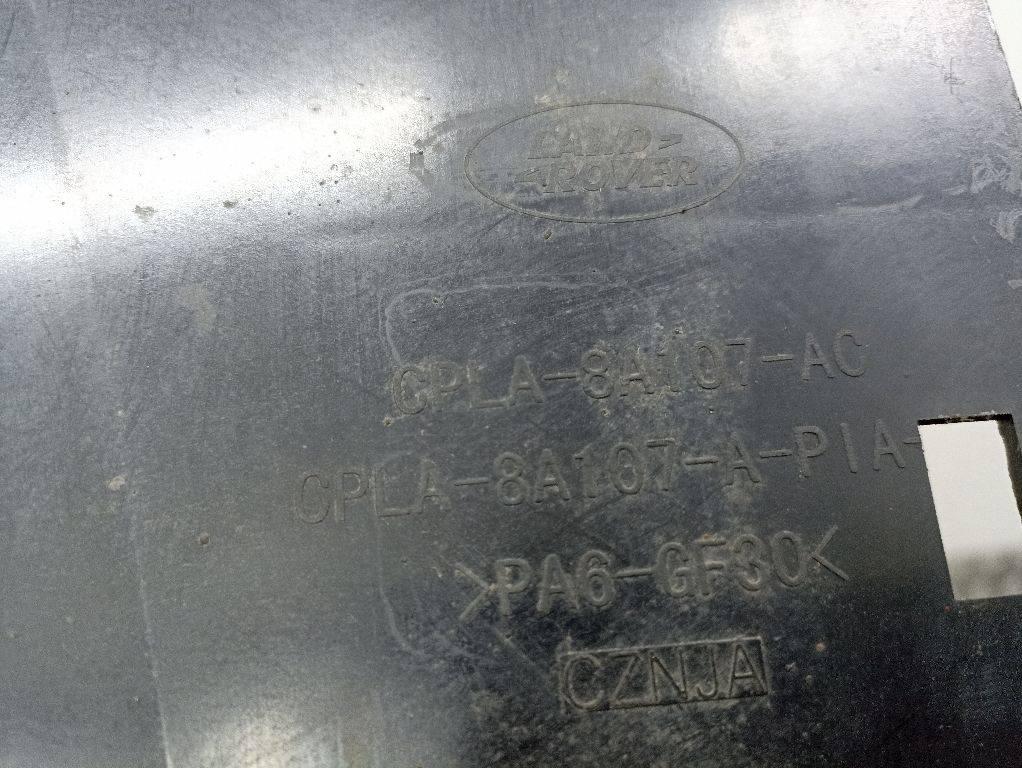 LAND-
-ROVER
CPLA-8A107-AC
CPLA-8A107-A-PIA-
>PA6-GF30<
CZNJA